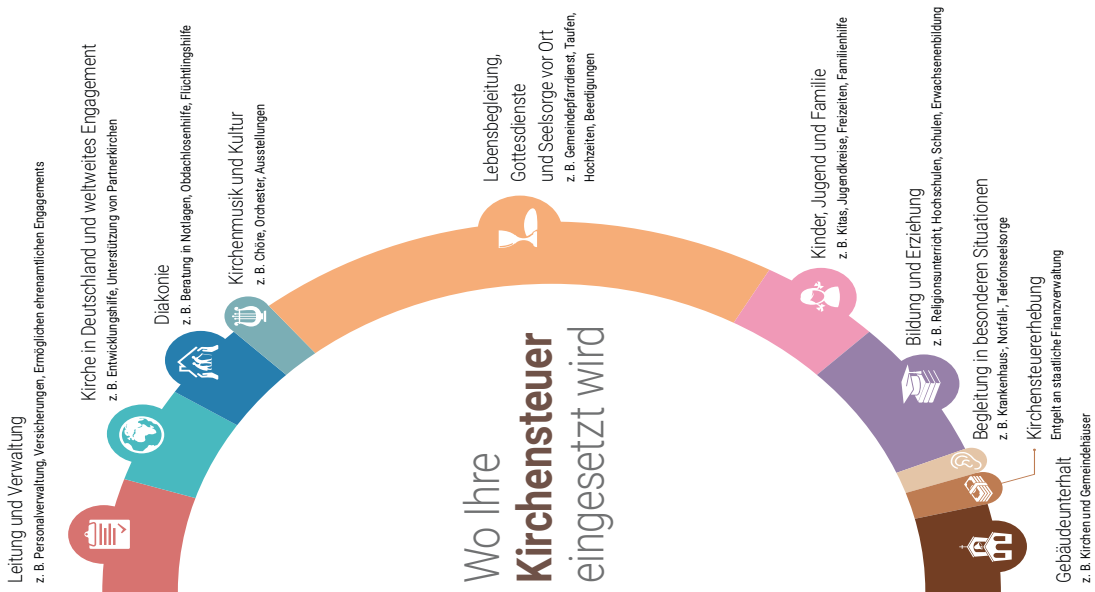 Leitung und Verwaltung
z. B. Personalverwaltung, Versicherungen, Ermöglichen ehrenamtlichen Engagements
Kirche in Deutschland und weltweites Engagement
z. B. Entwicklungshilfe, Unterstützung von Partnerkirchen
Diakonie
z. B. Beratung in Notlagen, Obdachlosenhilfe, Flüchtlingshilfe
Kirchenmusik und Kultur
z. B. Chöre, Orchester, Ausstellungen
Lebensbegleitung,
Gottesdienste
und Seelsorge vor Ort
z. B. Gemeindepfarrdienst, Taufen,
Hochzeiten, Beerdigungen
Wo Ihre
Kirchensteuer
eingesetzt wird
Kinder, Jugend und Familie
z. B. Kitas, Jugendkreise, Freizeiten, Familienhilfe
Bildung und Erziehung
z. B. Religionsunterricht, Hochschulen, Schulen, Erwachsenenbildung
Begleitung in besonderen Situationen
z. B. Krankenhaus-, Notfall-, Telefonseelsorge
Kirchensteuererhebung
Entgelt an staatliche Finanzverwaltung
Gebäudeunterhalt
z. B. Kirchen und Gemeindehäuser